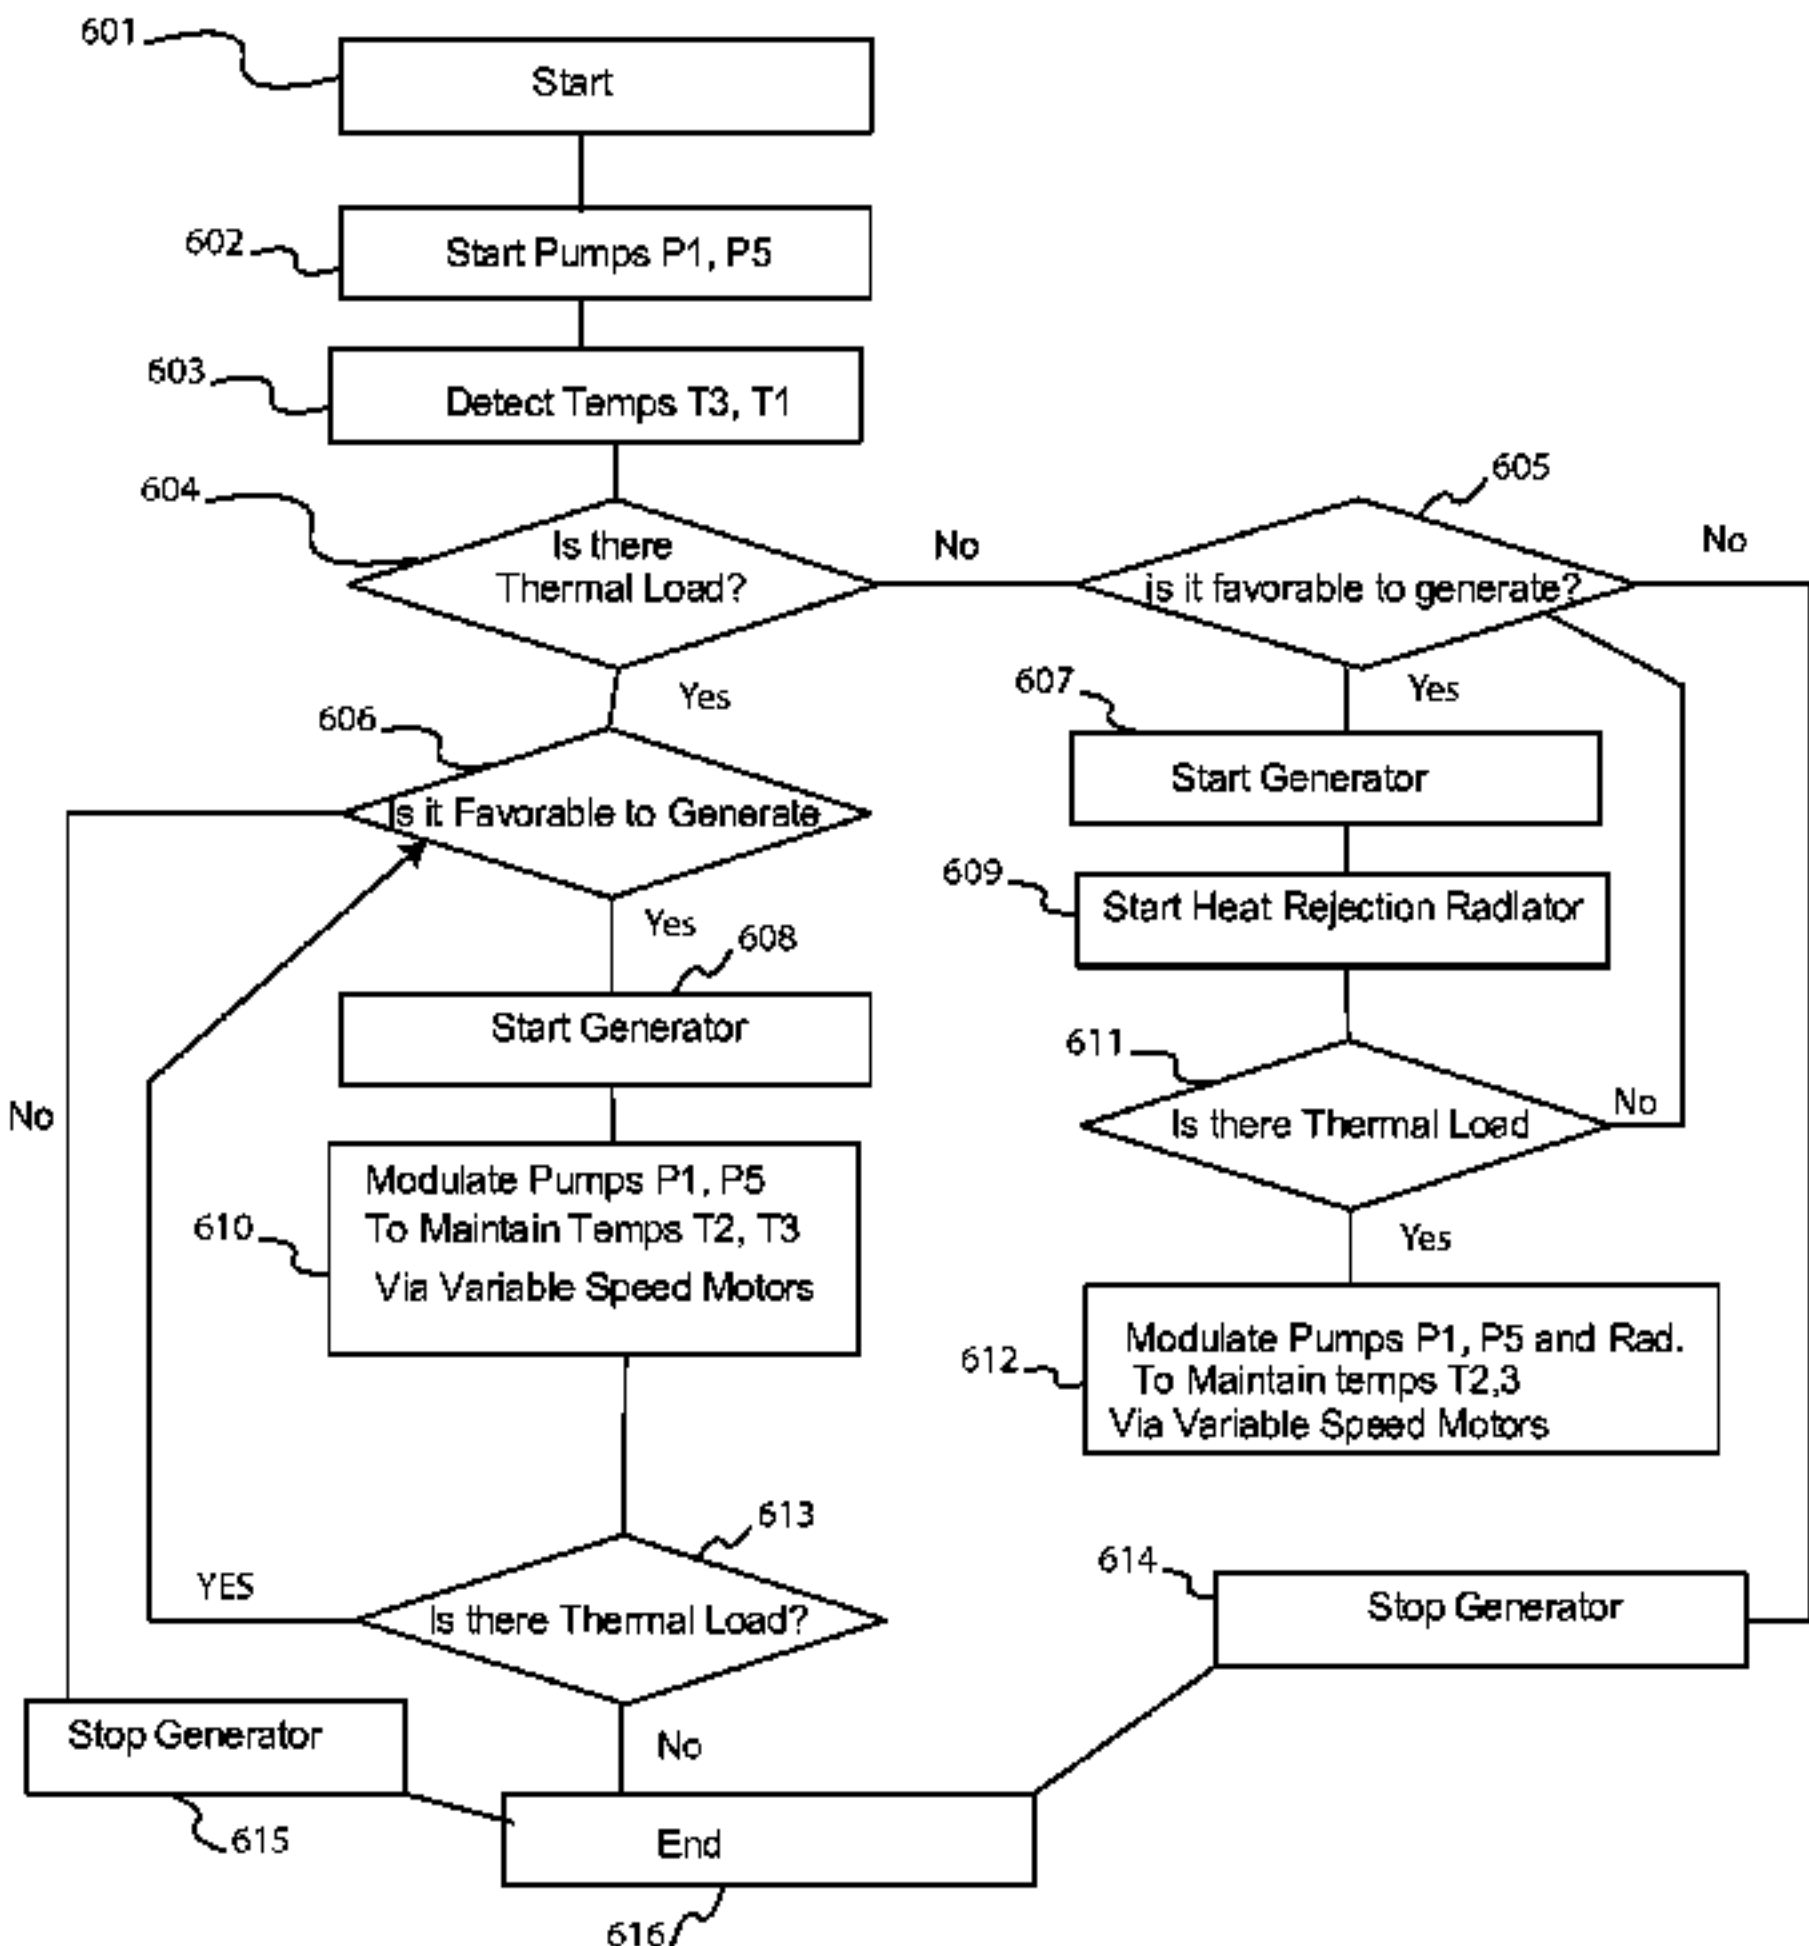 601
Start
602
Start Pumps P1, P5
603
Detect Temps T3, T1
604
Is there
Thermal Load?
No
605
is it favorable to generate?
No
Yes
606
Is it Favorable to Generate
607
Yes
Start Generator
609
Start Heat Rejection Radiator
Yes
608
Start Generator
611
Is there Thermal Load
No
No
610
Modulate Pumps P1, P5
To Maintain Temps T2, T3
Via Variable Speed Motors
Yes
612
Modulate Pumps P1, P5 and Rad.
To Maintain temps T2,3
Via Variable Speed Motors
613
YES
Is there Thermal Load?
614
Stop Generator
Stop Generator
615
No
End
616